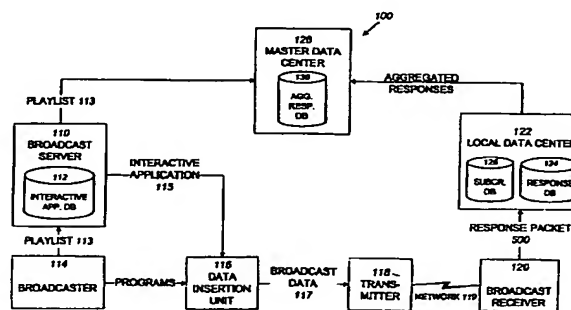 100
128
MASTER DATA
CENTER
130
AGG.
RESP.
DB
AGGREGATED
RESPONSES
PLAYLIST 113
110
BROADCAST
SERVER
112
INTERACTIVE
APP. DB
INTERACTIVE
APPLICATION
115
122
LOCAL DATA
CENTER
126
SUBCR.
DB
124
RESPONSE
DB
PLAYLIST 113
RESPONSE PACKET
500
114
BROADCASTER
PROGRAMS
116
DATA
INSERTION
UNIT
BROADCAST
DATA
117
118
TRANS-
MITTER
NETWORK 119
120
BROADCAST
RECEIVER